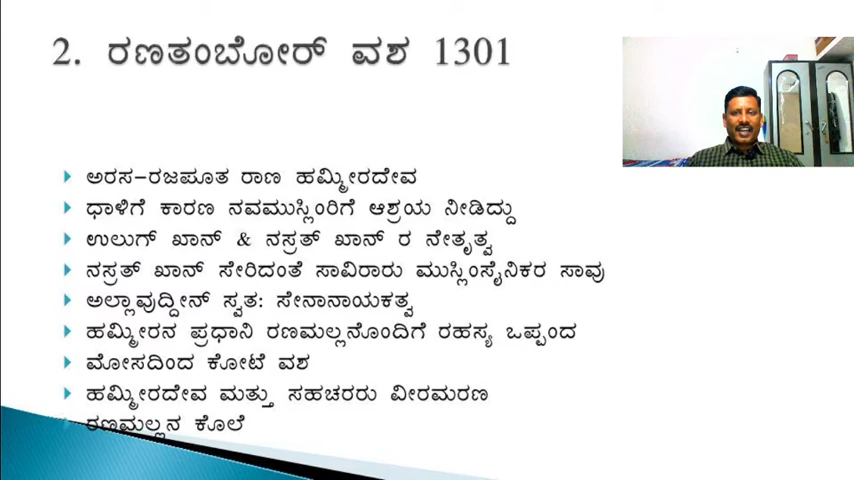 2. ರಣತಂಬೋರ್ ವಶ 1301
ಅರಸ-ರಜಪೂತ ರಾಣ ಹಮ್ಮೀರದೇವ
ಧಾಳಿಗೆ ಕಾರಣ ನವಮುಸ್ಲಿಂರಿಗೆ ಆಶ್ರಯ ನೀಡಿದ್ದು
ಉಲುಗ್ ಖಾನ್ & ನಸ್ರತ್ ಖಾನ್ ರ ನೇತೃತ್ವ
ನಸ್ರತ್ ಖಾನ್ ಸೇರಿದಂತೆ ಸಾವಿರಾರು ಮುಸ್ಲಿಂಸೈನಿಕರ ಸಾವು
ಅಲ್ಲಾವುದ್ದೀನ್ ಸ್ವತಃ ಸೇನಾನಾಯಕತ್ವ
ಹಮ್ಮೀರನ ಪ್ರಧಾನಿ ರಣಮಲ್ಲನೊಂದಿಗೆ ರಹಸ್ಯ ಒಪ್ಪಂದ
ಮೋಸದಿಂದ ಕೋಟೆ ವಶ
ಹಮ್ಮೀರದೇವ ಮತ್ತು ಸಹಚರರು ವೀರಮರಣ
ರಣಮಲ್ಲನ ಕೊಲೆ